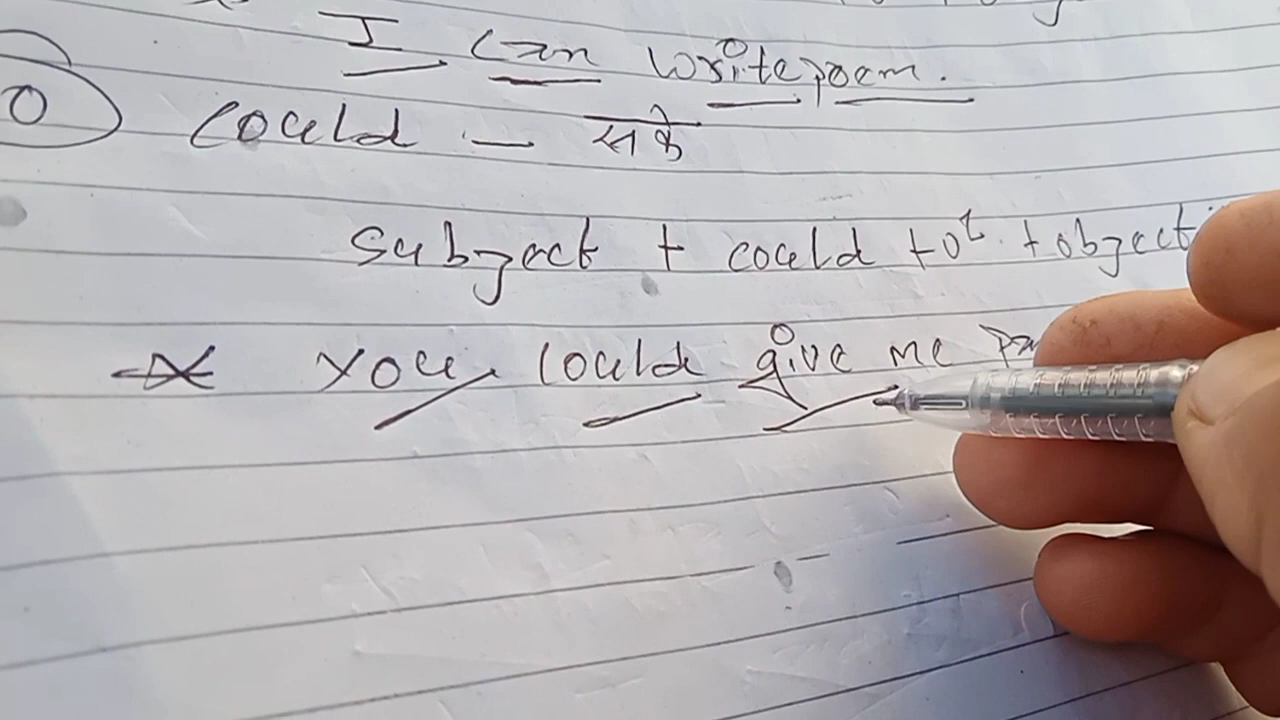 I can write poem.
could - सके
Subject + could + v1 + object
you could give me